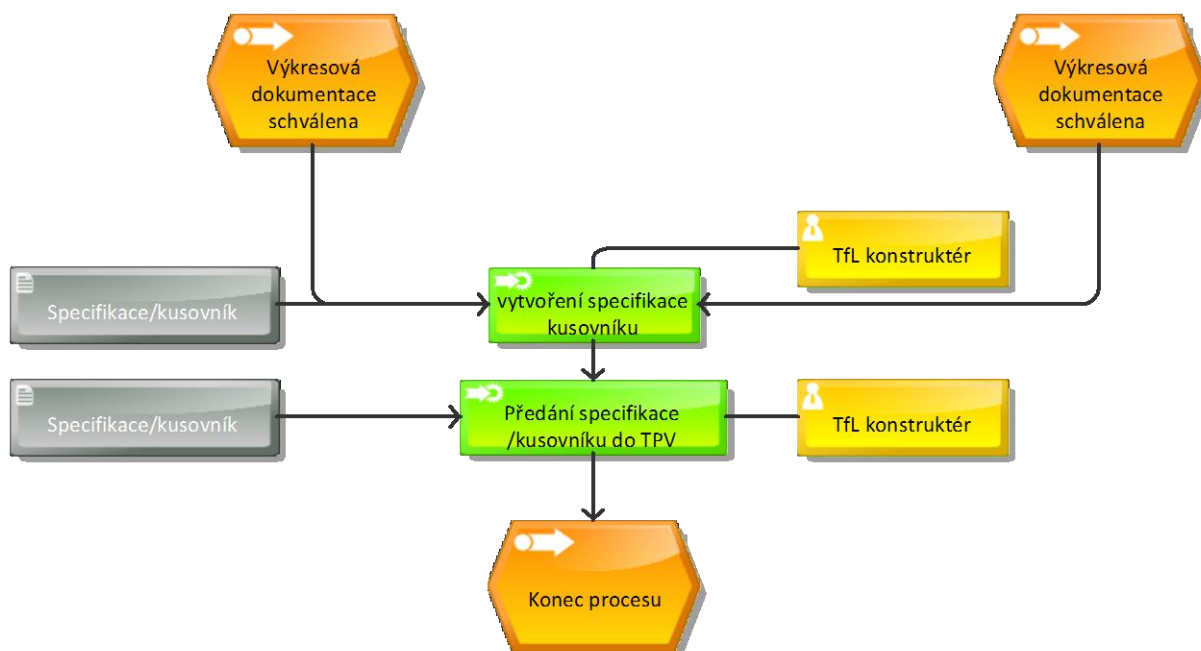 Výkresová
dokumentace
schválena
Výkresová
dokumentace
schválena
TfL konstruktér
Specifikace/kusovník
vytvoření specifikace
kusovníku
Specifikace/kusovník
Předání specifikace
/kusovníku do TPV
TfL konstruktér
Konec procesu